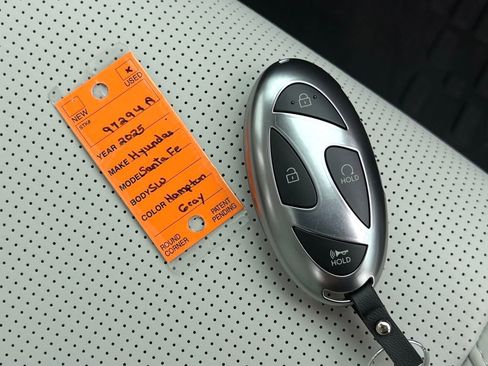 NEW
x USED
STK# 97294A
YEAR 2025
MAKE Hyundai
MODEL Santa Fe
BODY SW
COLOR Hampton
Gray
ROUND
CORNER
PATENT
PENDING
HOLD
HOLD